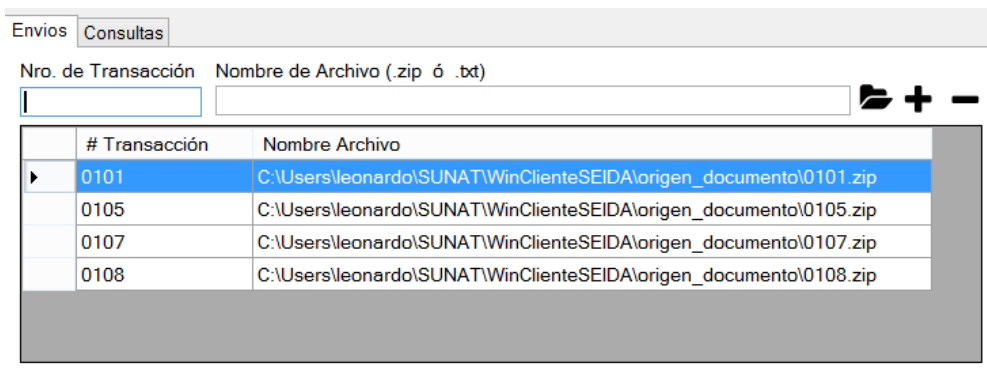 Envios Consultas
Nro. de Transacción Nombre de Archivo (.zip ó .txt)
# Transacción Nombre Archivo
0101 C:\Users\leonardo\SUNAT\WinClienteSEIDA\origen_documento\0101.zip
0105 C:\Users\leonardo\SUNAT\WinClienteSEIDA\origen_documento\0105.zip
0107 C:\Users\leonardo\SUNAT\WinClienteSEIDA\origen_documento\0107.zip
0108 C:\Users\leonardo\SUNAT\WinClienteSEIDA\origen_documento\0108.zip